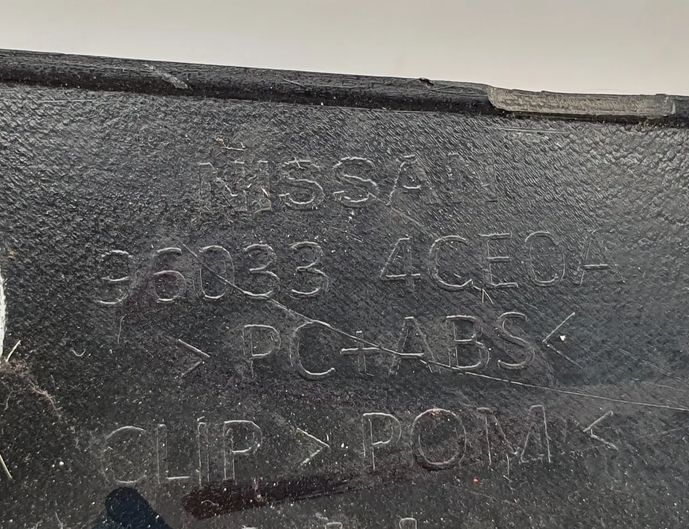 NISSAN
96033 4CE0A
>PC+ABS<
CLIP >POM<